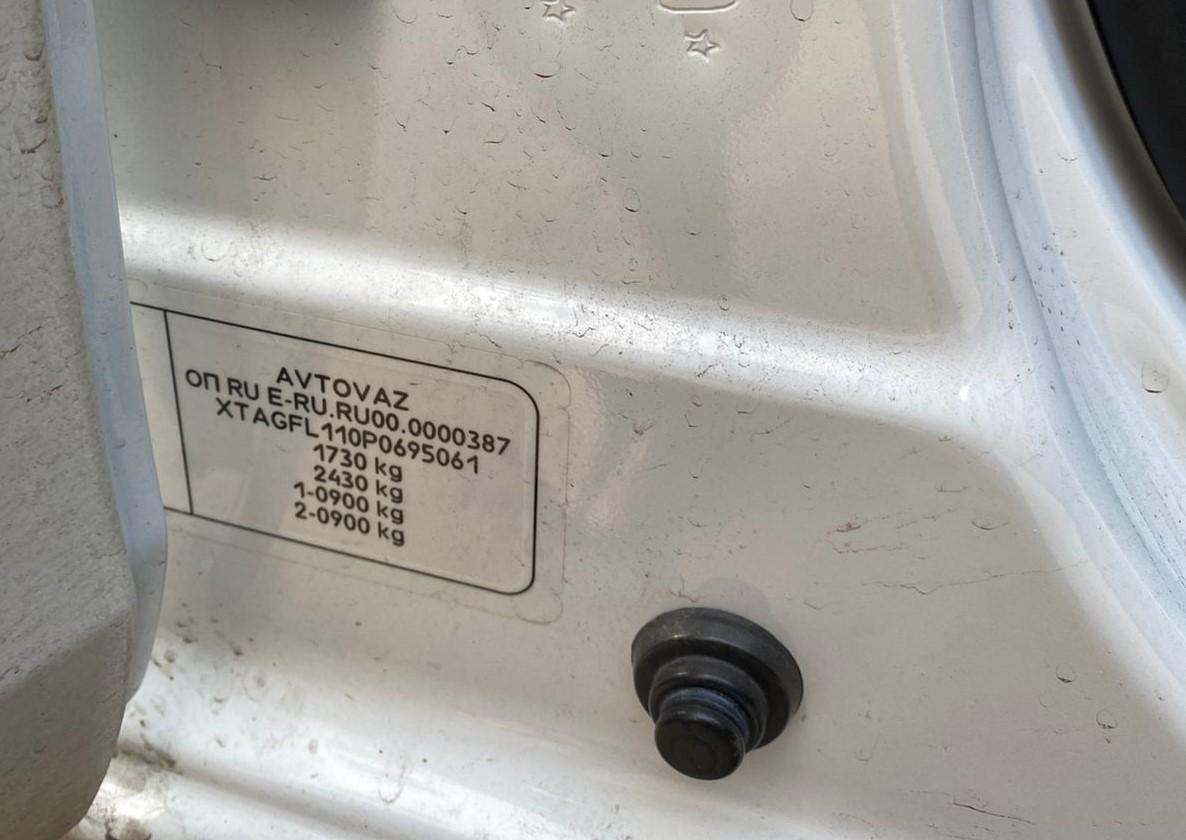 AVTOVAZ
ОП RU E-RU.RU00.0000387
XTAGFL110P0695061
1730 kg
2430 kg
1-0900 kg
2-0900 kg